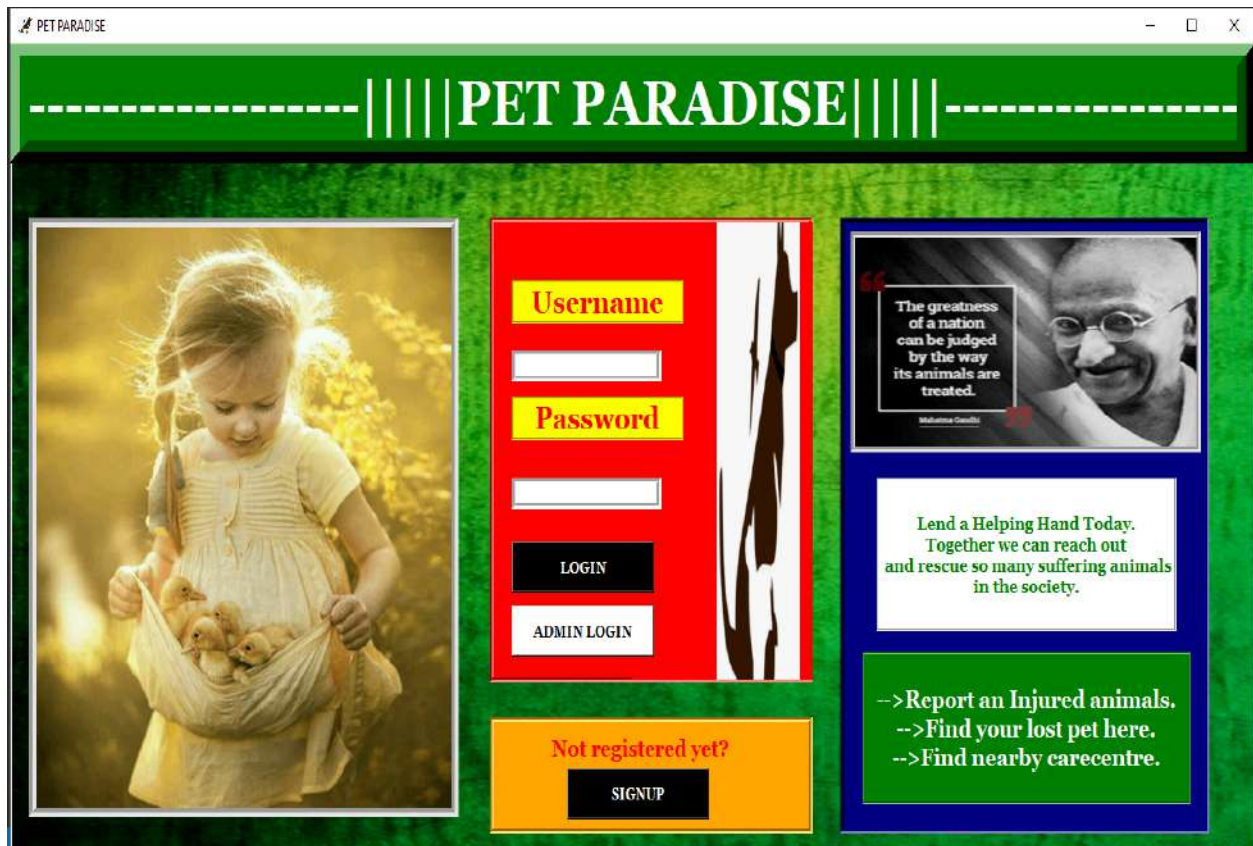 PET PARADISE
------------------|||||PET PARADISE|||||----------------
Username
Password
LOGIN
ADMIN LOGIN
Not registered yet?
SIGNUP
“
The greatness
of a nation
can be judged
by the way
its animals are
treated.
”
Mahatma Gandhi
Lend a Helping Hand Today.
Together we can reach out
and rescue so many suffering animals
in the society.
-->Report an Injured animals.
-->Find your lost pet here.
-->Find nearby carecentre.